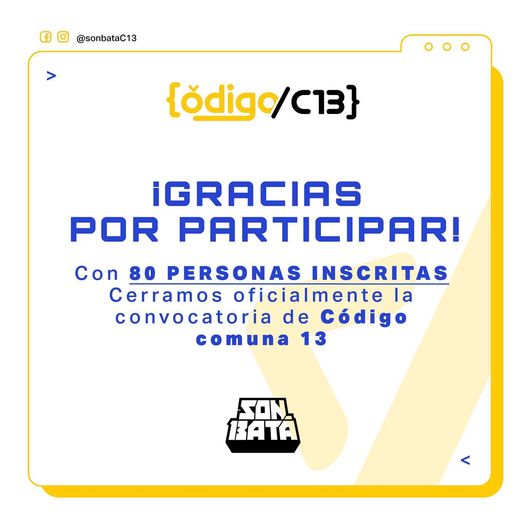 @sonbataC13
>
{ŏdigo/C13}
¡GRACIAS
POR PARTICIPAR!
Con 80 PERSONAS INSCRITAS
Cerramos oficialmente la
convocatoria de Código
comuna 13
SON
BATÁ
<